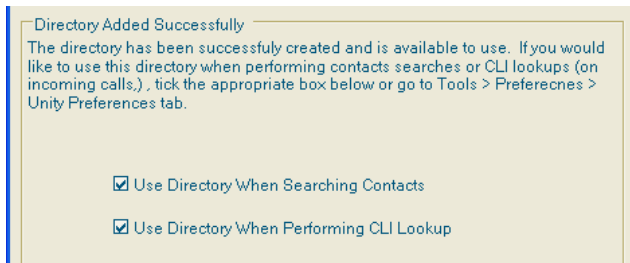 Directory Added Successfully
The directory has been successfuly created and is available to use.  If you would
like to use this directory when performing contacts searches or CLI lookups (on
incoming calls,) , tick the appropriate box below or go to Tools > Preferecnes >
Unity Preferences tab.
Use Directory When Searching Contacts
Use Directory When Performing CLI Lookup